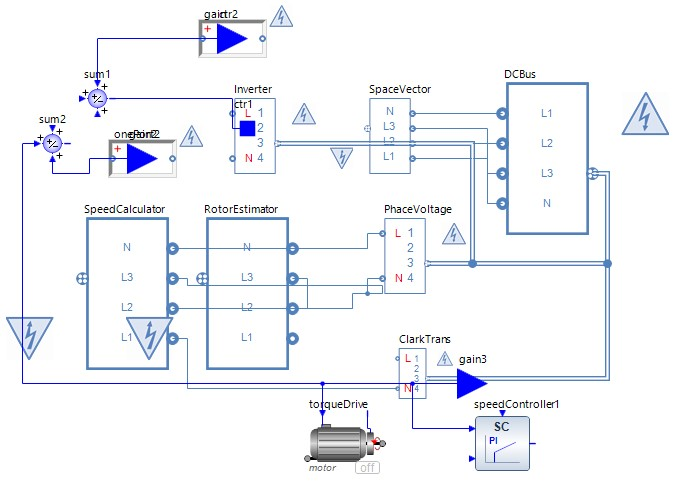 sum1
+
+/-
+/-
sum2
+
+/-
+/-
Inverter
ctr1
L 1
2
3
N 4
SpaceVector
N
L3
L2
L1
DCBus
L1
L2
L3
N
SpeedCalculator
N
L3
L2
L1
RotorEstimator
N
L3
L2
L1
PhaceVoltage
L 1
2
3
N 4
ClarkTrans
L 1
2
3
N 4
gain3
torqueDrive
motor
off
speedController1
SC
PI